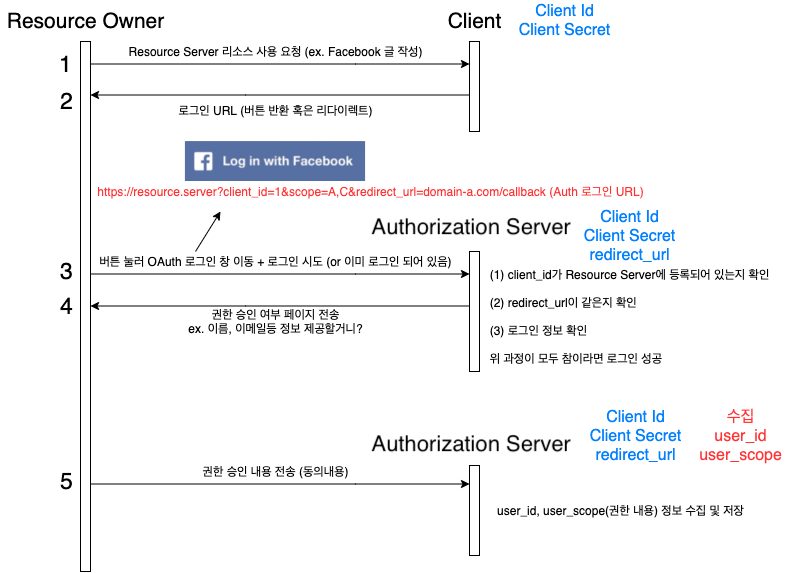 Resource Owner
Client
Client Id
Client Secret
1
Resource Server 리소스 사용 요청 (ex. Facebook 글 작성)
2
로그인 URL (버튼 반환 혹은 리다이렉트)
f
Log in with Facebook
https://resource.server?client_id=1&scope=A,C&redirect_url=domain-a.com/callback (Auth 로그인 URL)
Authorization Server
Client Id
Client Secret
redirect_url
3
버튼 눌러 OAuth 로그인 창 이동 + 로그인 시도 (or 이미 로그인 되어 있음)
(1) client_id가 Resource Server에 등록되어 있는지 확인
4
권한 승인 여부 페이지 전송
ex. 이름, 이메일등 정보 제공할거니?
(2) redirect_url이 같은지 확인
(3) 로그인 정보 확인
위 과정이 모두 참이라면 로그인 성공
Authorization Server
Client Id
Client Secret
redirect_url
수집
user_id
user_scope
5
권한 승인 내용 전송 (동의내용)
user_id, user_scope(권한 내용) 정보 수집 및 저장